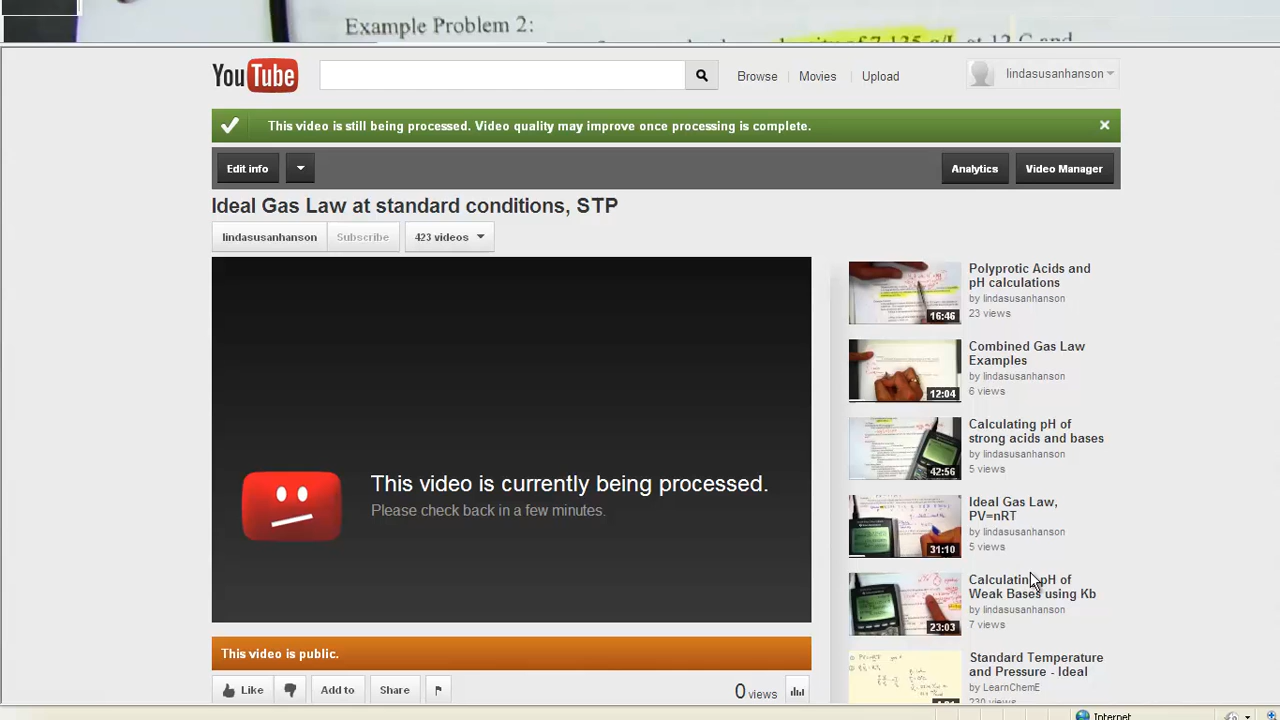 Example Problem 2:
YouTube
Browse
Movies
Upload
lindasusanhanson
This video is still being processed. Video quality may improve once processing is complete.
Edit info
Analytics
Video Manager
Ideal Gas Law at standard conditions, STP
lindasusanhanson
Subscribe
423 videos
This video is currently being processed.
Please check back in a few minutes.
This video is public.
Like
Add to
Share
0 views
16:46
Polyprotic Acids and
pH calculations
by lindasusanhanson
23 views
12:04
Combined Gas Law
Examples
by lindasusanhanson
6 views
42:56
Calculating pH of
strong acids and bases
by lindasusanhanson
5 views
31:10
Ideal Gas Law,
PV=nRT
by lindasusanhanson
5 views
23:03
Calculating pH of
Weak Bases using Kb
by lindasusanhanson
7 views
Standard Temperature
and Pressure - Ideal
by LearnChemE
230 views
Internet